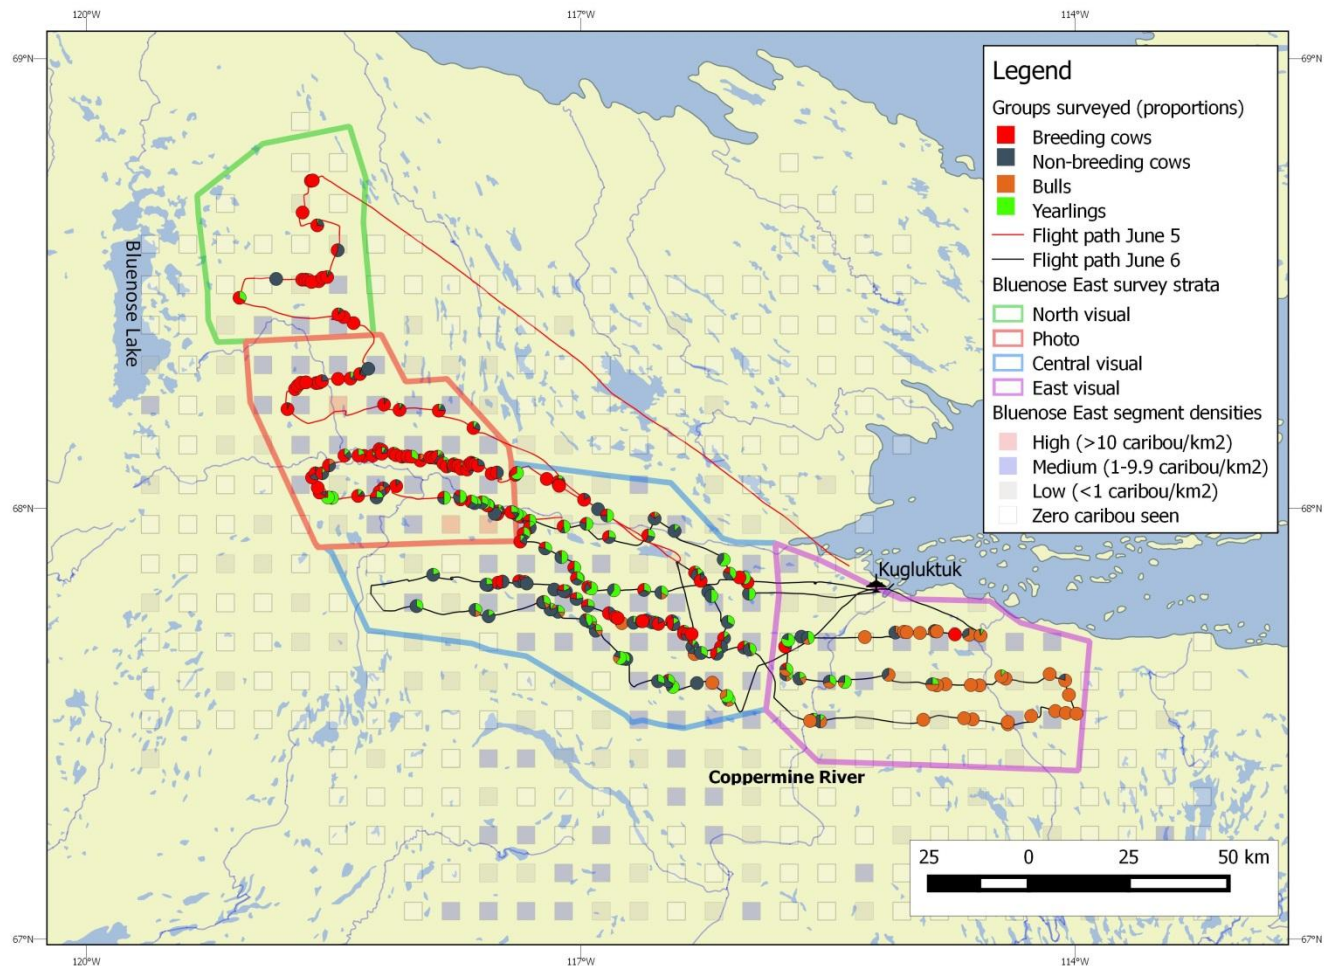 120°W 117°W 114°W
69°N 69°N
Legend
Groups surveyed (proportions)
Breeding cows
Non-breeding cows
Bulls
Yearlings
Flight path June 5
Flight path June 6
Bluenose East survey strata
North visual
Photo
Central visual
East visual
Bluenose East segment densities
High (>10 caribou/km2)
Medium (1-9.9 caribou/km2)
Low (<1 caribou/km2)
Zero caribou seen
Bluenose Lake
68°N 68°N
Kugluktuk
Coppermine River
25 0 25 50 km
67°N 67°N
120°W 117°W 114°W